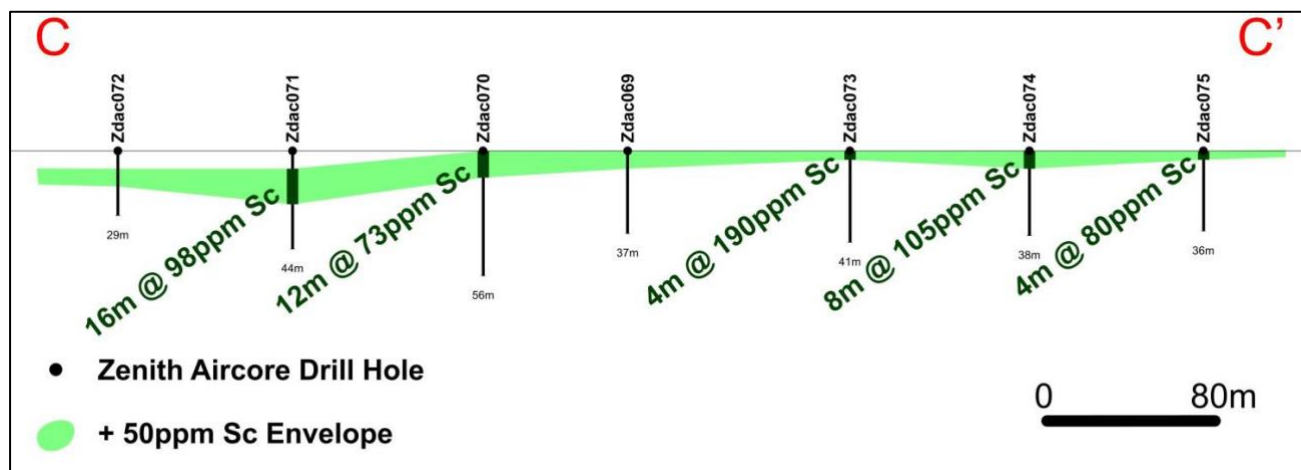 C
C'
Zdac072
Zdac071
Zdac070
Zdac069
Zdac073
Zdac074
Zdac075
16m @ 98ppm Sc
12m @ 73ppm Sc
4m @ 190ppm Sc
8m @ 105ppm Sc
4m @ 80ppm Sc
29m
44m
56m
37m
41m
38m
36m
Zenith Aircore Drill Hole
+ 50ppm Sc Envelope
0 80m